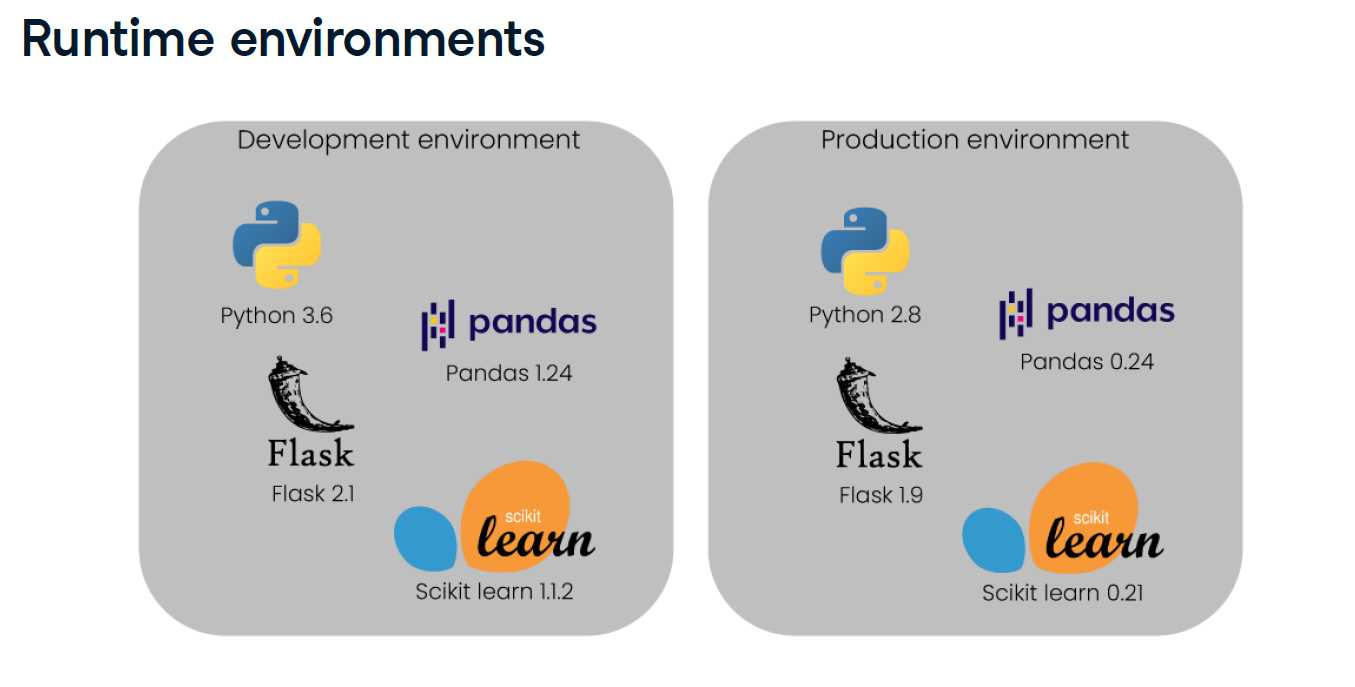 Runtime environments
Development environment
Python 3.6
pandas
Pandas 1.24
Flask
Flask 2.1
scikit
learn
Scikit learn 1.1.2
Production environment
Python 2.8
pandas
Pandas 0.24
Flask
Flask 1.9
scikit
learn
Scikit learn 0.21